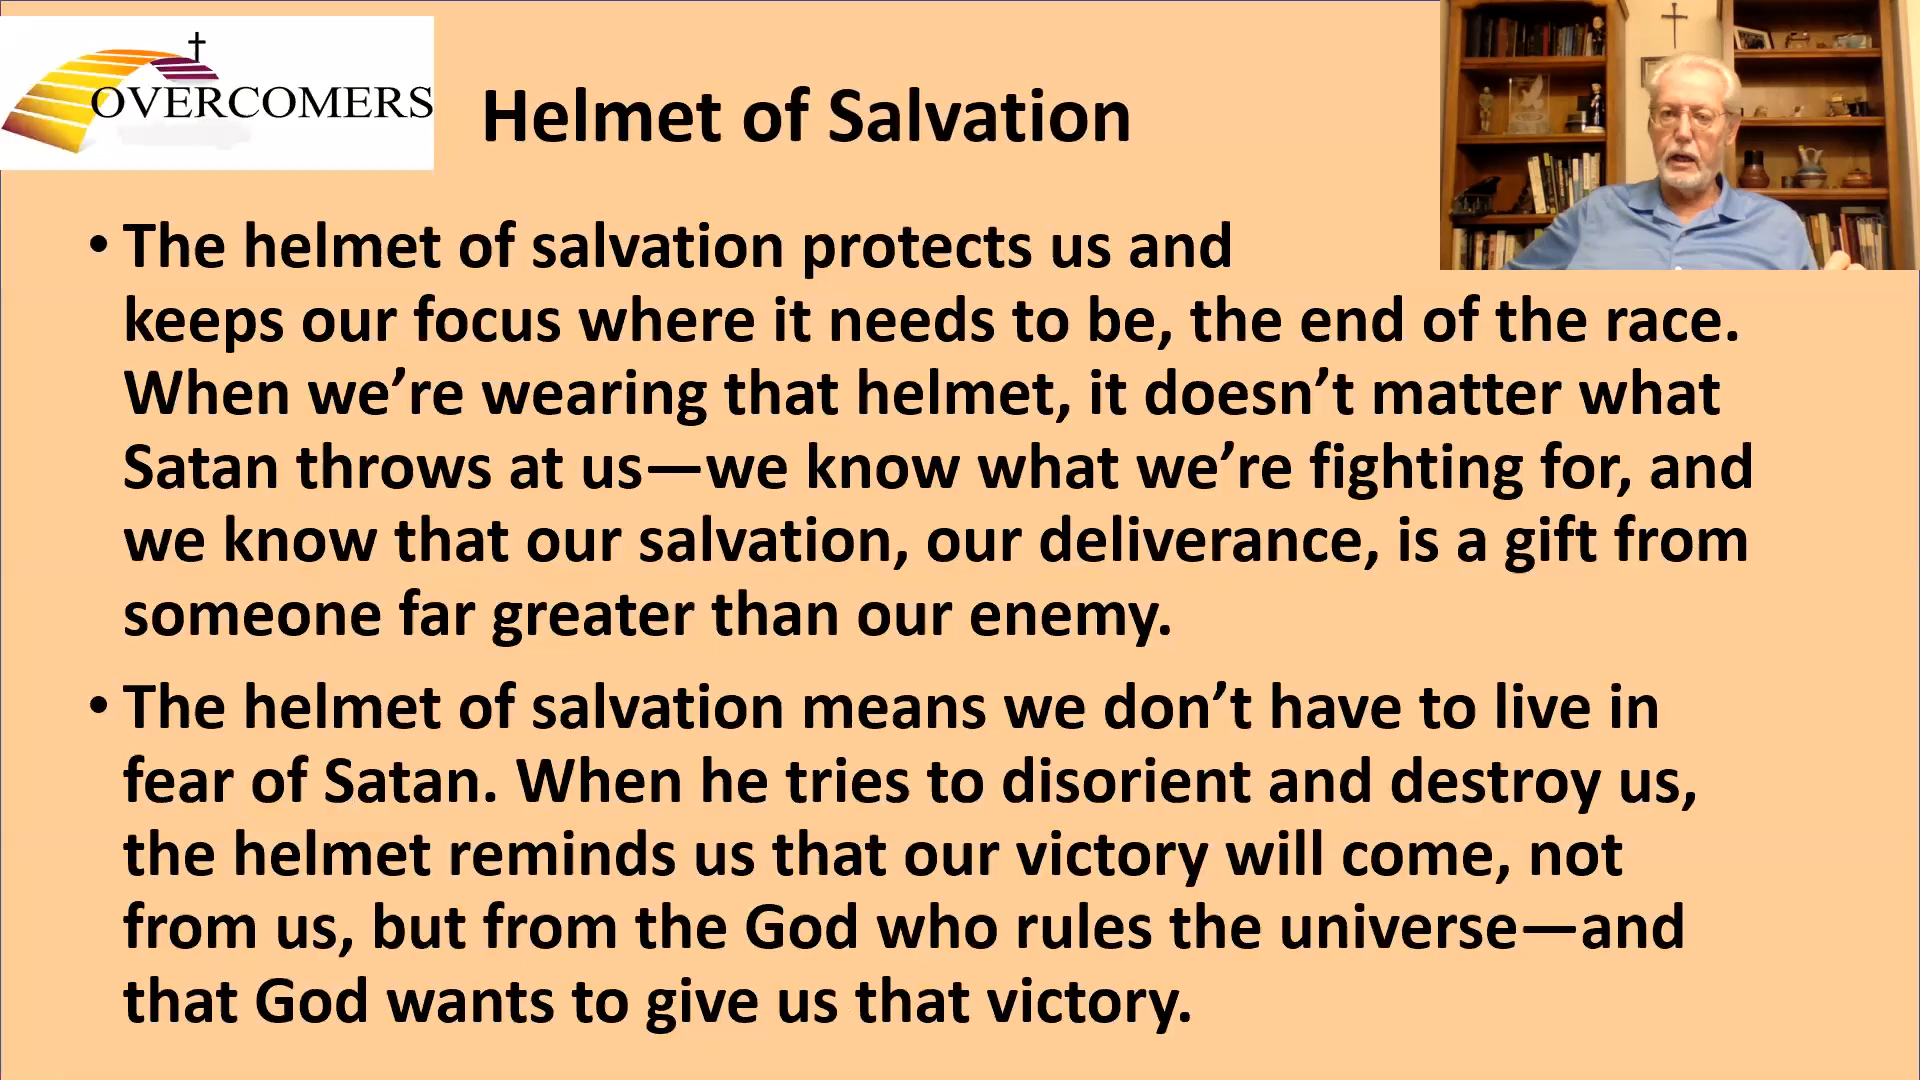 OVERCOMERS
Helmet of Salvation
• The helmet of salvation protects us and
keeps our focus where it needs to be, the end of the race.
When we’re wearing that helmet, it doesn’t matter what
Satan throws at us—we know what we’re fighting for, and
we know that our salvation, our deliverance, is a gift from
someone far greater than our enemy.
• The helmet of salvation means we don’t have to live in
fear of Satan. When he tries to disorient and destroy us,
the helmet reminds us that our victory will come, not
from us, but from the God who rules the universe—and
that God wants to give us that victory.